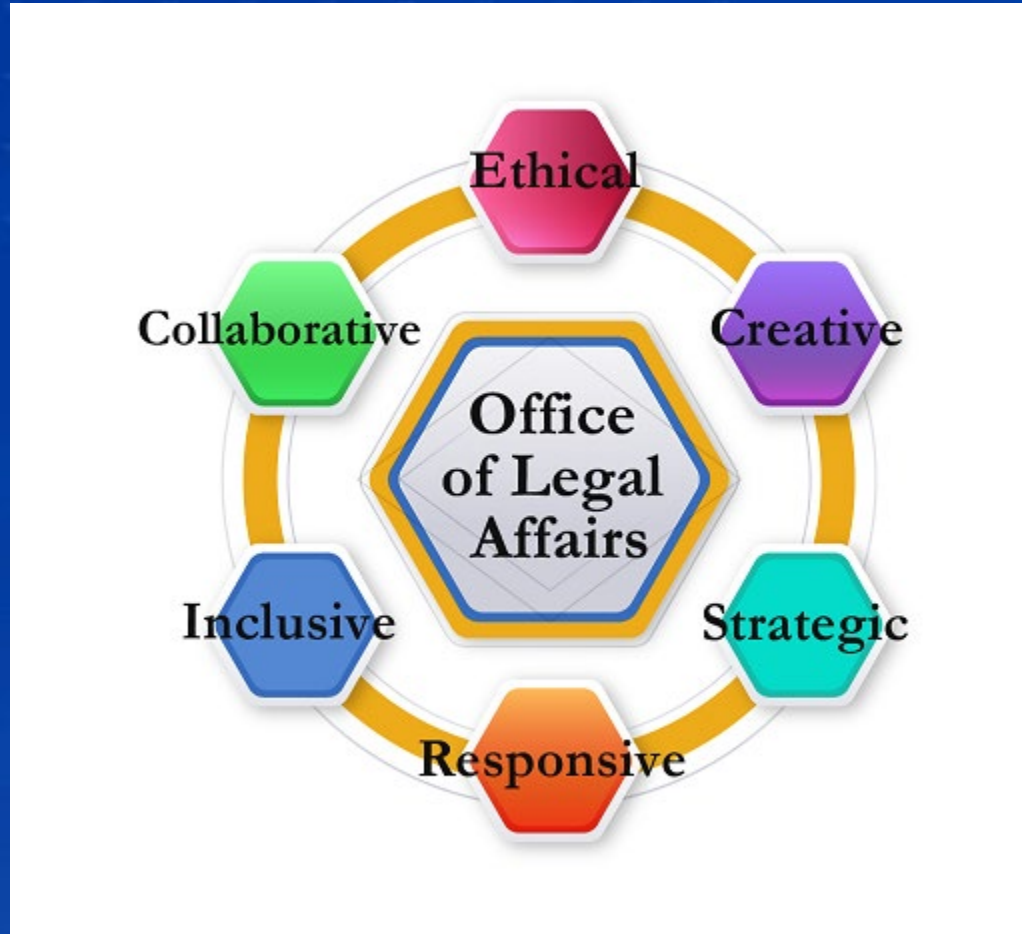 Ethical
Collaborative
Creative
Office
of Legal
Affairs
Inclusive
Strategic
Responsive